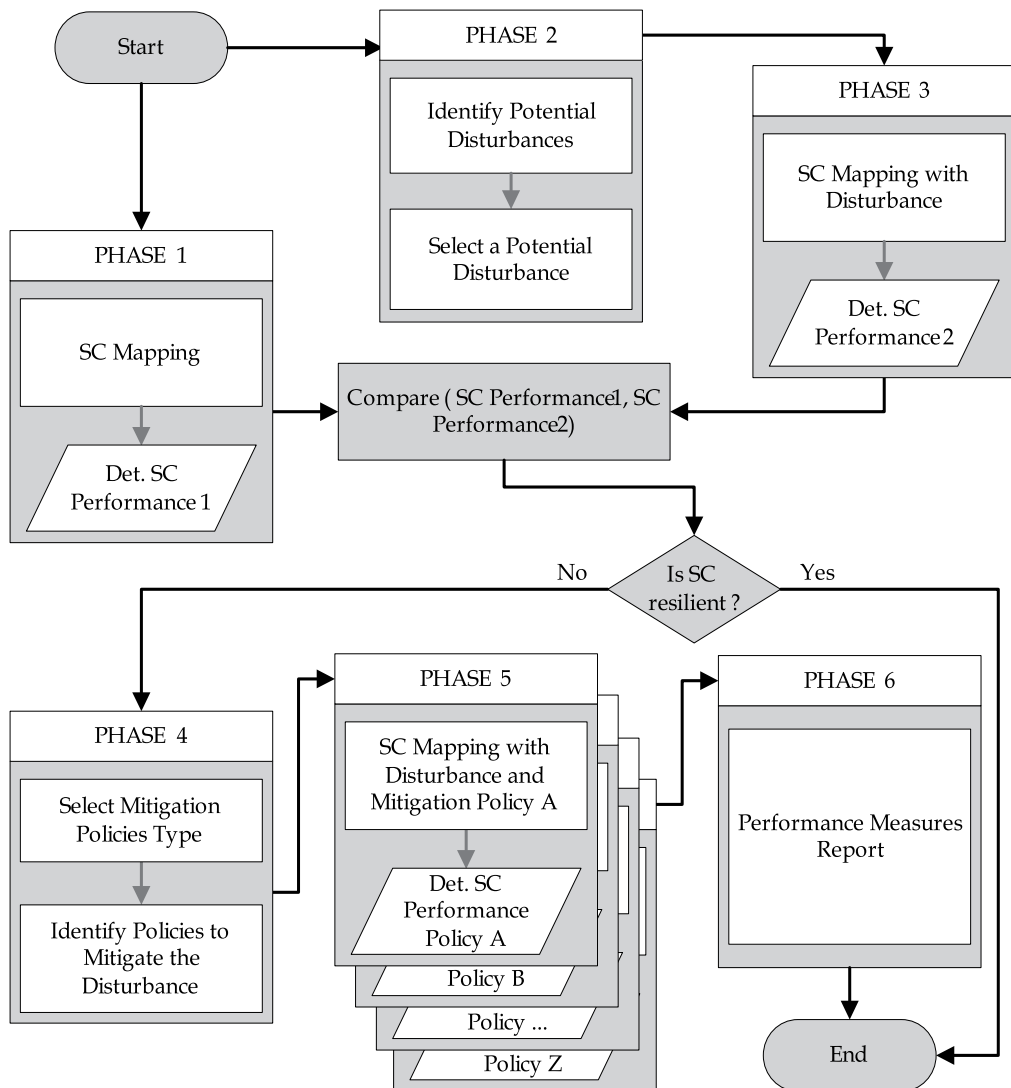 Start
PHASE 2
Identify Potential
Disturbances
Select a Potential
Disturbance
PHASE 3
SC Mapping with
Disturbance
Det. SC
Performance2
PHASE 1
SC Mapping
Det. SC
Performance 1
Compare ( SC Performance1, SC
Performance2)
Is SC
resilient ?
No
Yes
PHASE 4
Select Mitigation
Policies Type
Identify Policies to
Mitigate the
Disturbance
PHASE 5
SC Mapping with
Disturbance and
Mitigation Policy A
Det. SC
Performance
Policy A
Policy B
Policy ...
Policy Z
PHASE 6
Performance Measures
Report
End